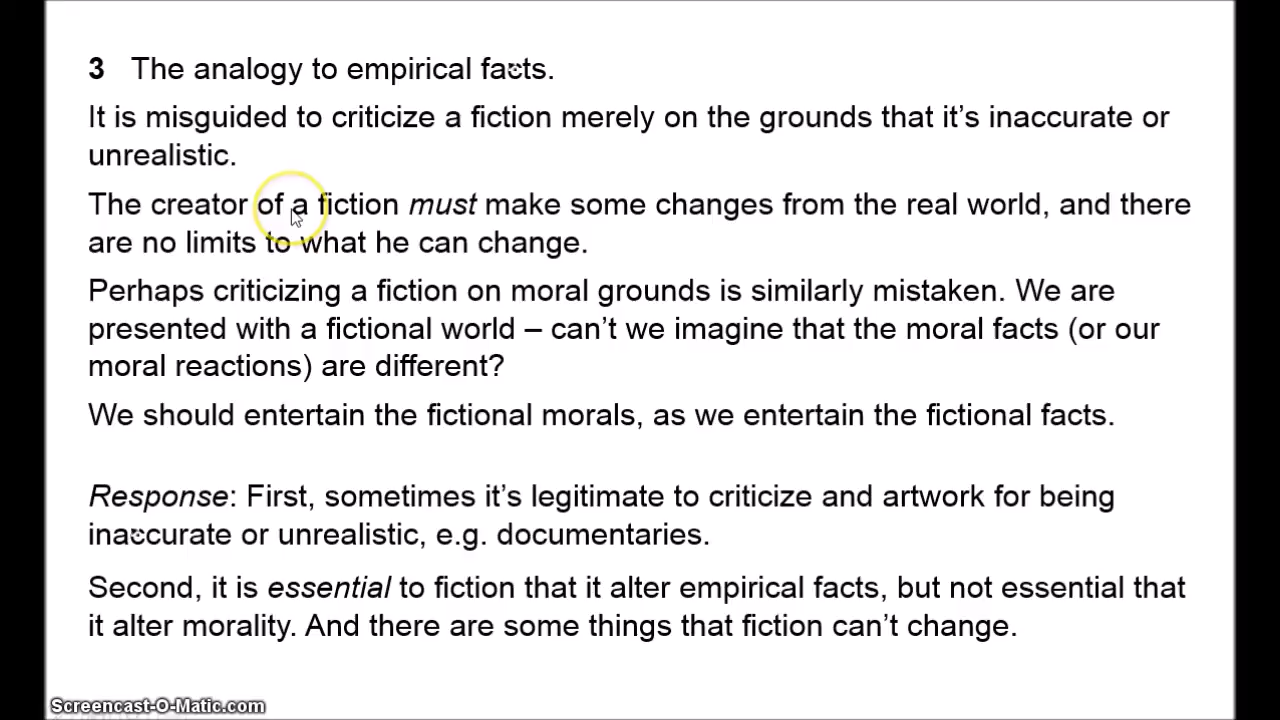 3 The analogy to empirical facts.
It is misguided to criticize a fiction merely on the grounds that it's inaccurate or
unrealistic.
The creator of a fiction must make some changes from the real world, and there
are no limits to what he can change.
Perhaps criticizing a fiction on moral grounds is similarly mistaken. We are
presented with a fictional world – can't we imagine that the moral facts (or our
moral reactions) are different?
We should entertain the fictional morals, as we entertain the fictional facts.
Response: First, sometimes it's legitimate to criticize and artwork for being
inaccurate or unrealistic, e.g. documentaries.
Second, it is essential to fiction that it alter empirical facts, but not essential that
it alter morality. And there are some things that fiction can't change.
Screencast-O-Matic.com